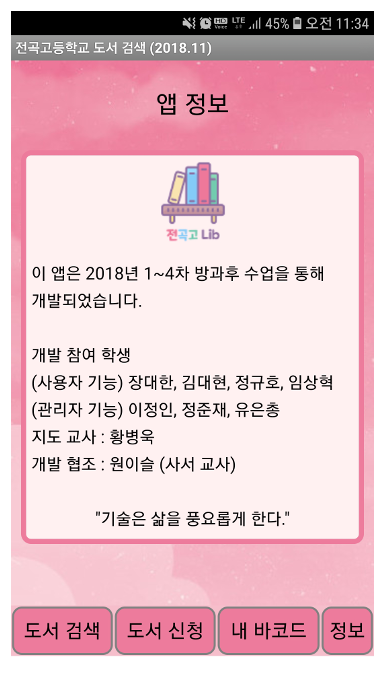 HD Voice LTE 45% 오전 11:34
전곡고등학교 도서 검색 (2018.11)
앱 정보
전곡고 Lib
이 앱은 2018년 1~4차 방과후 수업을 통해
개발되었습니다.
개발 참여 학생
(사용자 기능) 장대한, 김대현, 정규호, 임상혁
(관리자 기능) 이정인, 정준재, 유은총
지도 교사 : 황병욱
개발 협조 : 원이슬 (사서 교사)
"기술은 삶을 풍요롭게 한다."
도서 검색 도서 신청 내 바코드 정보